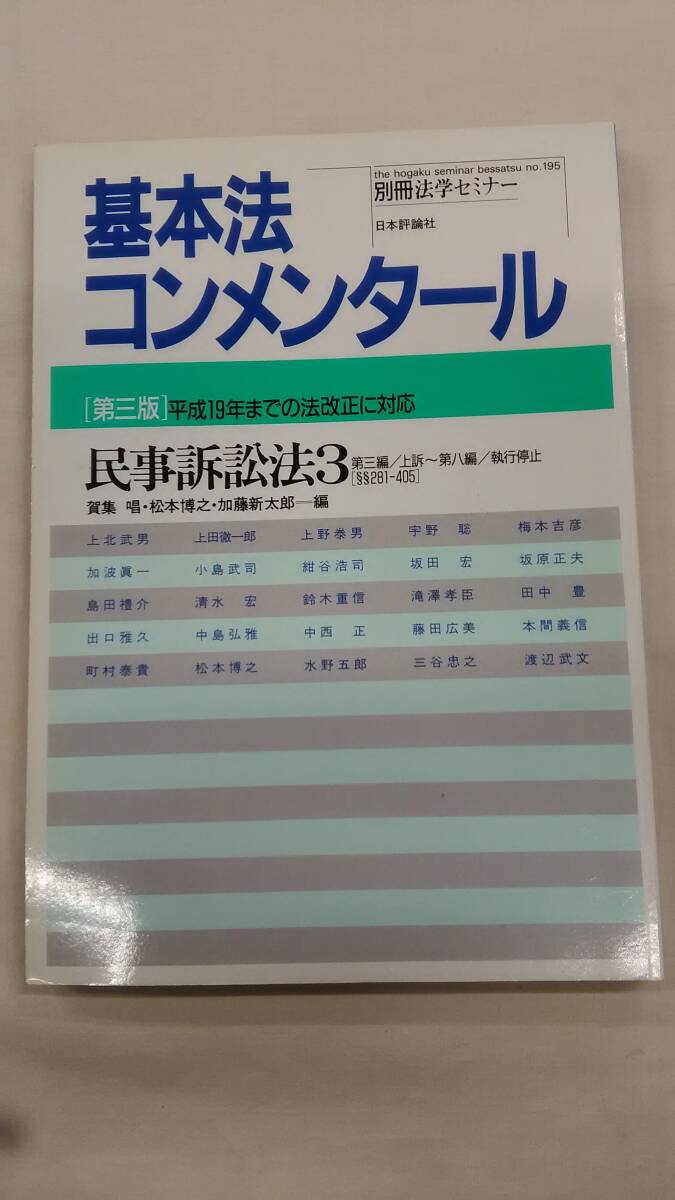 the hogaku seminar bessatsu no.195
別冊法学セミナー
日本評論社
基本法
コンメンタール
[第三版]平成19年までの法改正に対応
民事訴訟法3 第三編／上訴〜第八編／執行停止
[§§281-405]
賀集 唱・松本博之・加藤新太郎＝編
上北武男 上田徹一郎 上野泰男 宇野 聡 梅本吉彦
加波眞一 小島武司 紺谷浩司 坂田 宏 坂原正夫
島田禮介 清水 宏 鈴木重信 滝澤孝臣 田中 豊
出口雅久 中島弘雅 中西 正 藤田広美 本間義信
町村泰貴 松本博之 水野五郎 三谷忠之 渡辺武文